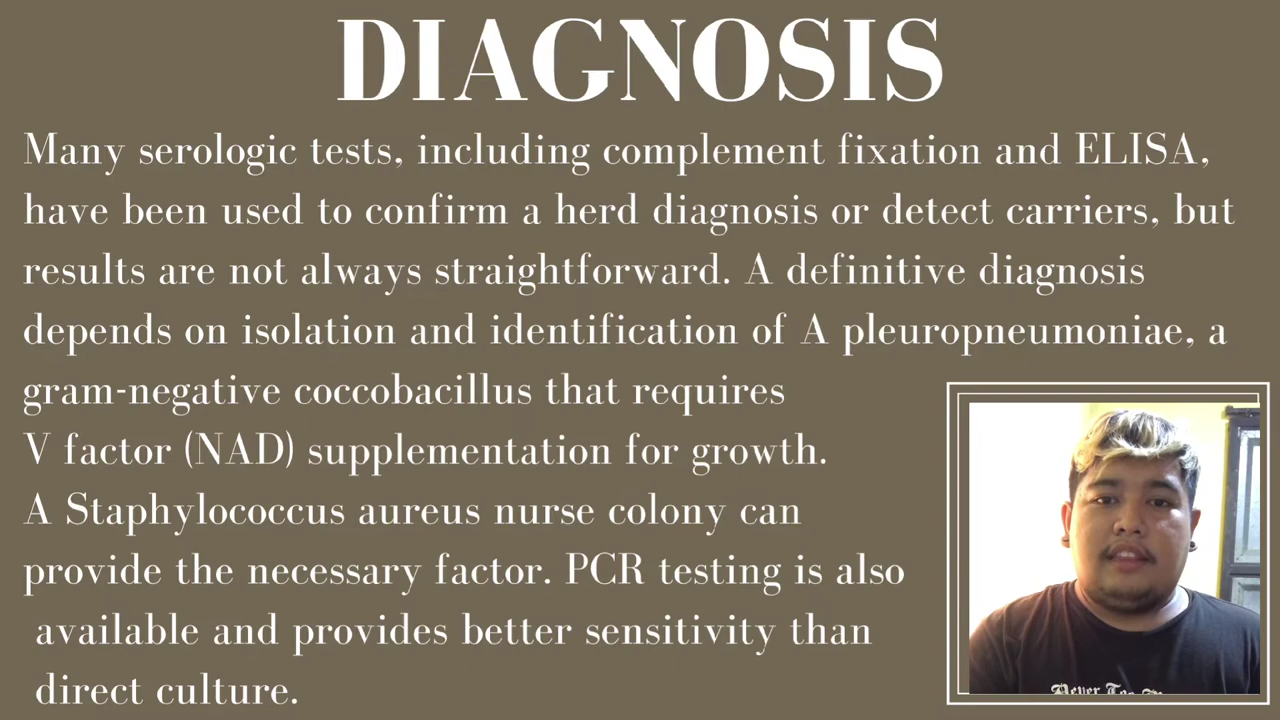 DIAGNOSIS
Many serologic tests, including complement fixation and ELISA,
have been used to confirm a herd diagnosis or detect carriers, but
results are not always straightforward. A definitive diagnosis
depends on isolation and identification of A pleuropneumoniae, a
gram-negative coccobacillus that requires
V factor (NAD) supplementation for growth.
A Staphylococcus aureus nurse colony can
provide the necessary factor. PCR testing is also
available and provides better sensitivity than
direct culture.
Never